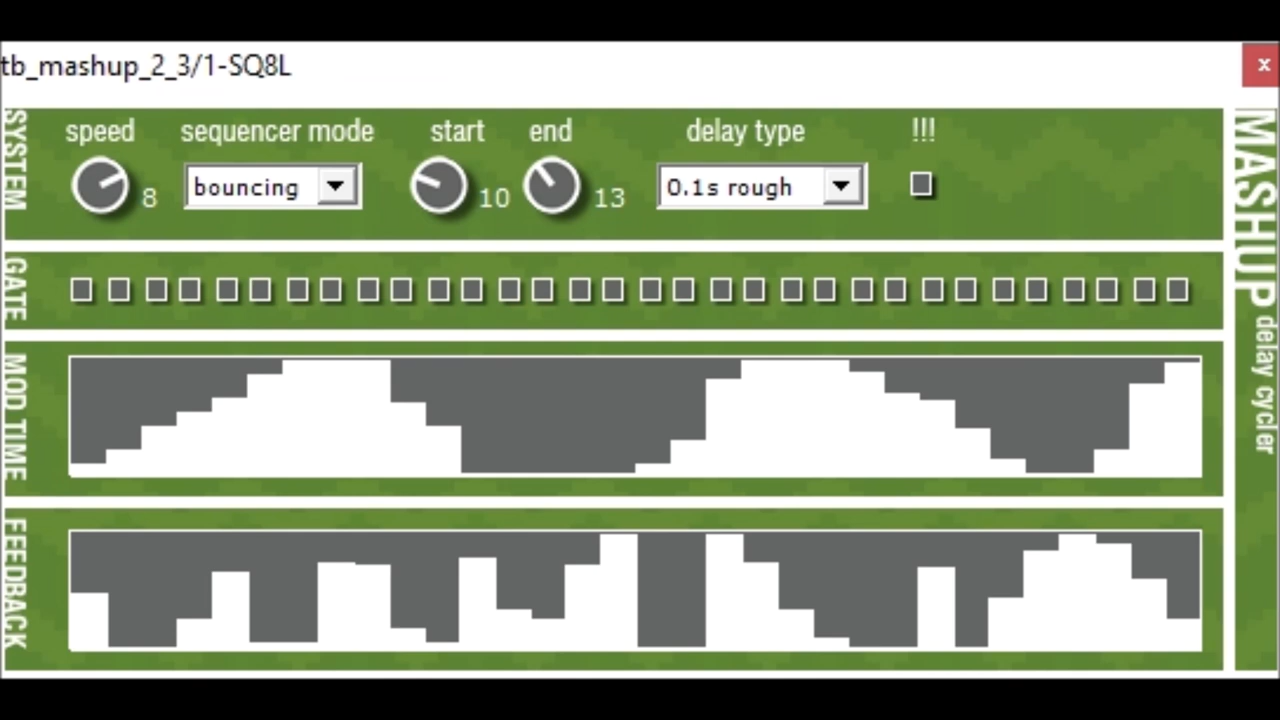 tb_mashup_2_3/1-SQ8L
x
SYSTEM
speed
8
sequencer mode
bouncing
start
10
end
13
delay type
0.1s rough
!!!
GATE
MOD TIME
FEEDBACK
MASHUP
delay cycler